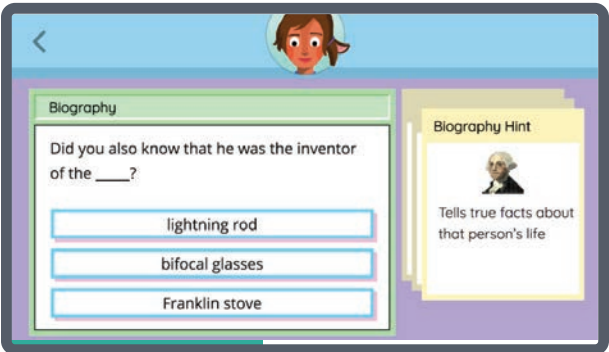 Biography
Did you also know that he was the inventor
of the _____?
lightning rod
bifocal glasses
Franklin stove
Biography Hint
Tells true facts about
that person's life